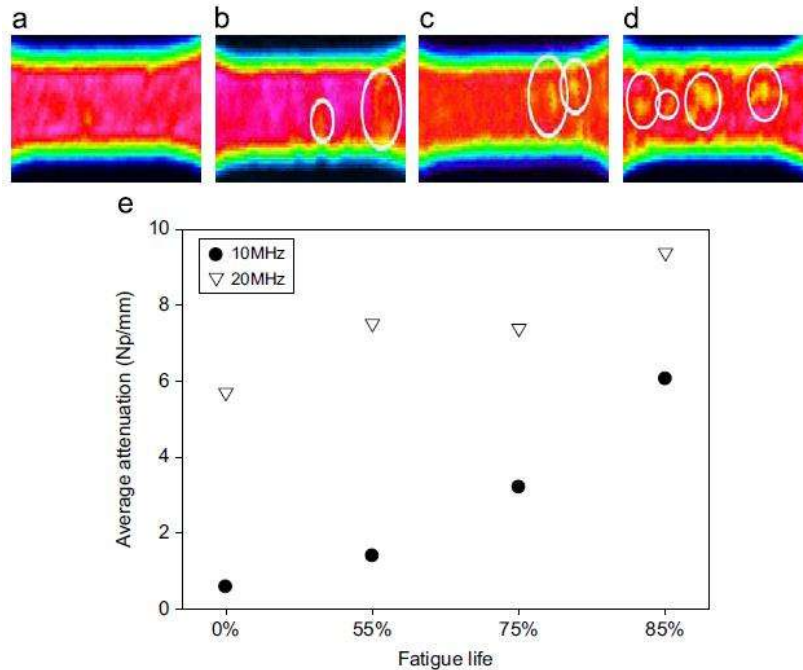 a b c d
e
10
10MHz
20MHz
8
6
4
2
0
Average attenuation (Np/mm)
0% 55% 75% 85%
Fatigue life